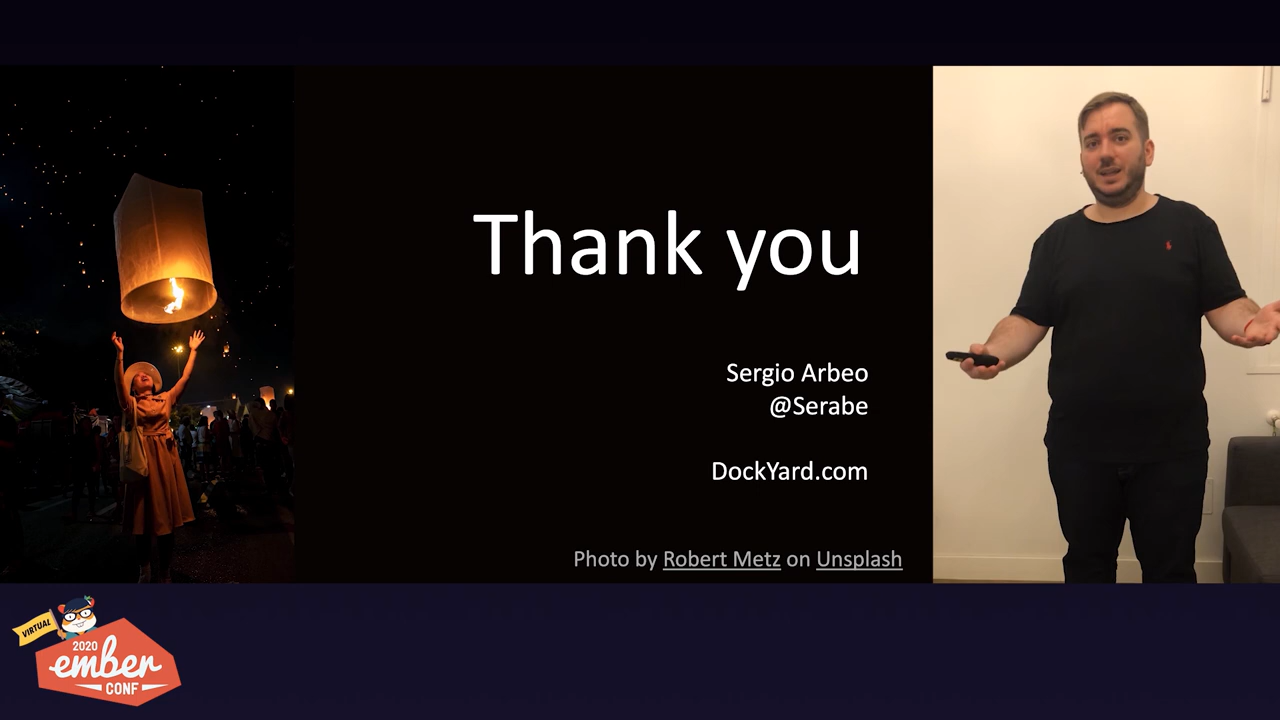 Thank you
Sergio Arbeo
@Serabe
DockYard.com
Photo by Robert Metz on Unsplash
VIRTUAL
2020
ember
CONF